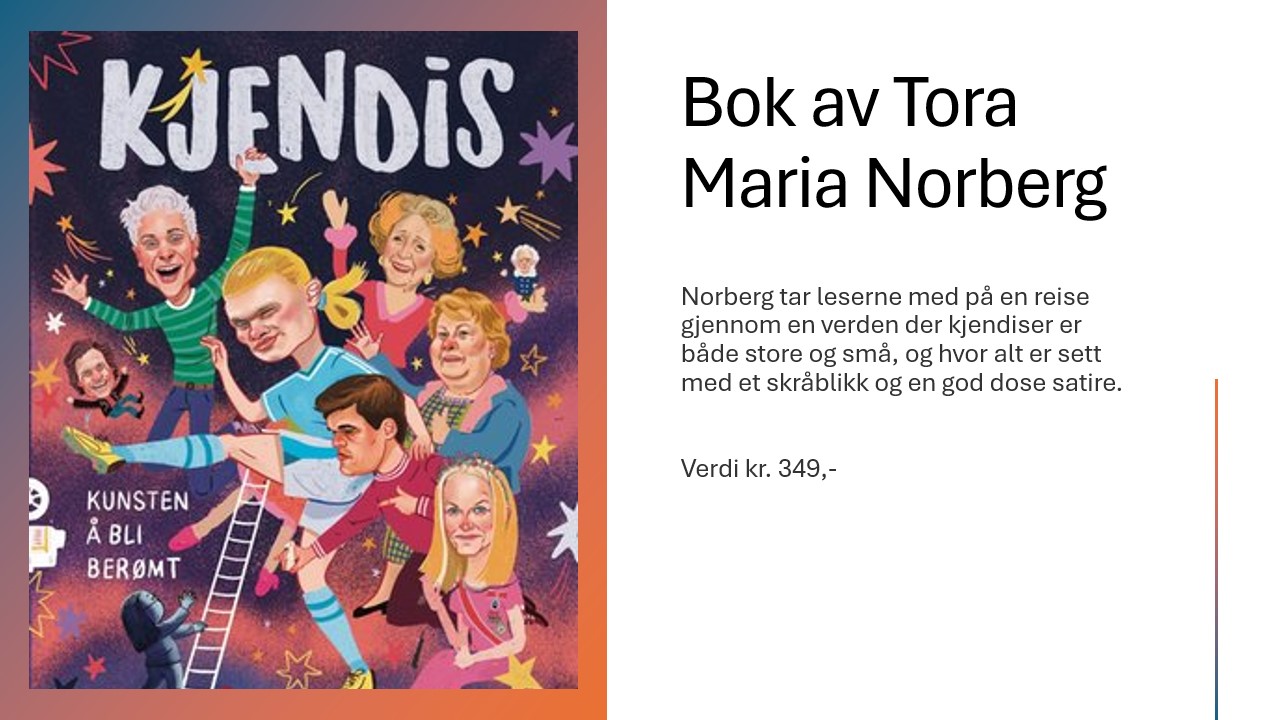 KJENDIS
KUNSTEN
Å BLI
BERØMT
Bok av Tora
Maria Norberg
Norberg tar leserne med på en reise
gjennom en verden der kjendiser er
både store og små, og hvor alt er sett
med et skråblikk og en god dose satire.
Verdi kr. 349,-